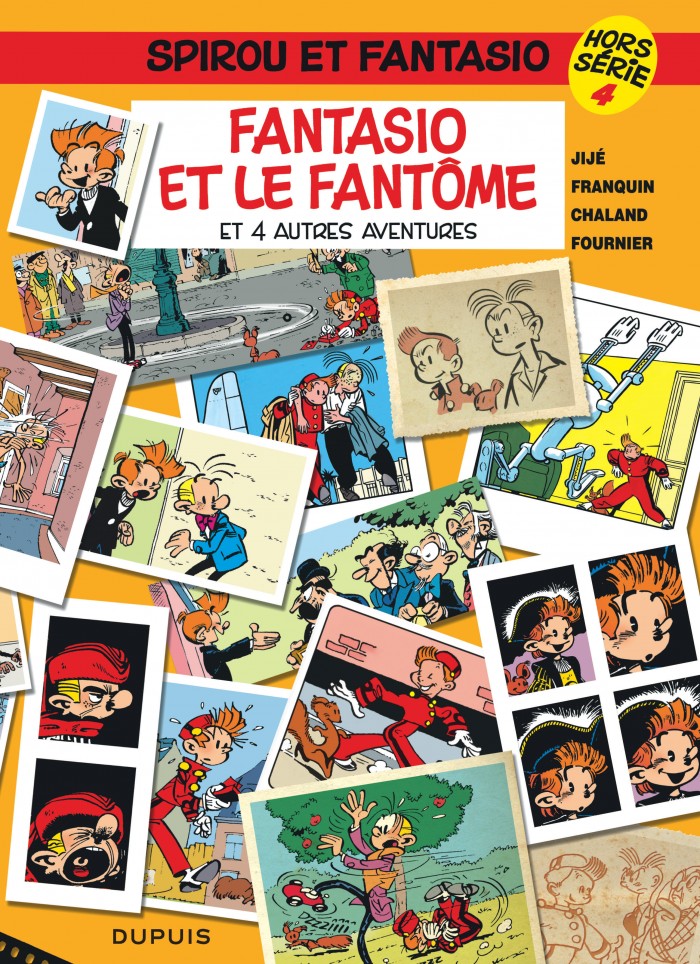 SPIROU ET FANTASIO
HORS
SÉRIE
4
FANTASIO
ET LE FANTÔME
ET 4 AUTRES AVENTURES
JIJÉ
FRANQUIN
CHALAND
FOURNIER
DUPUIS